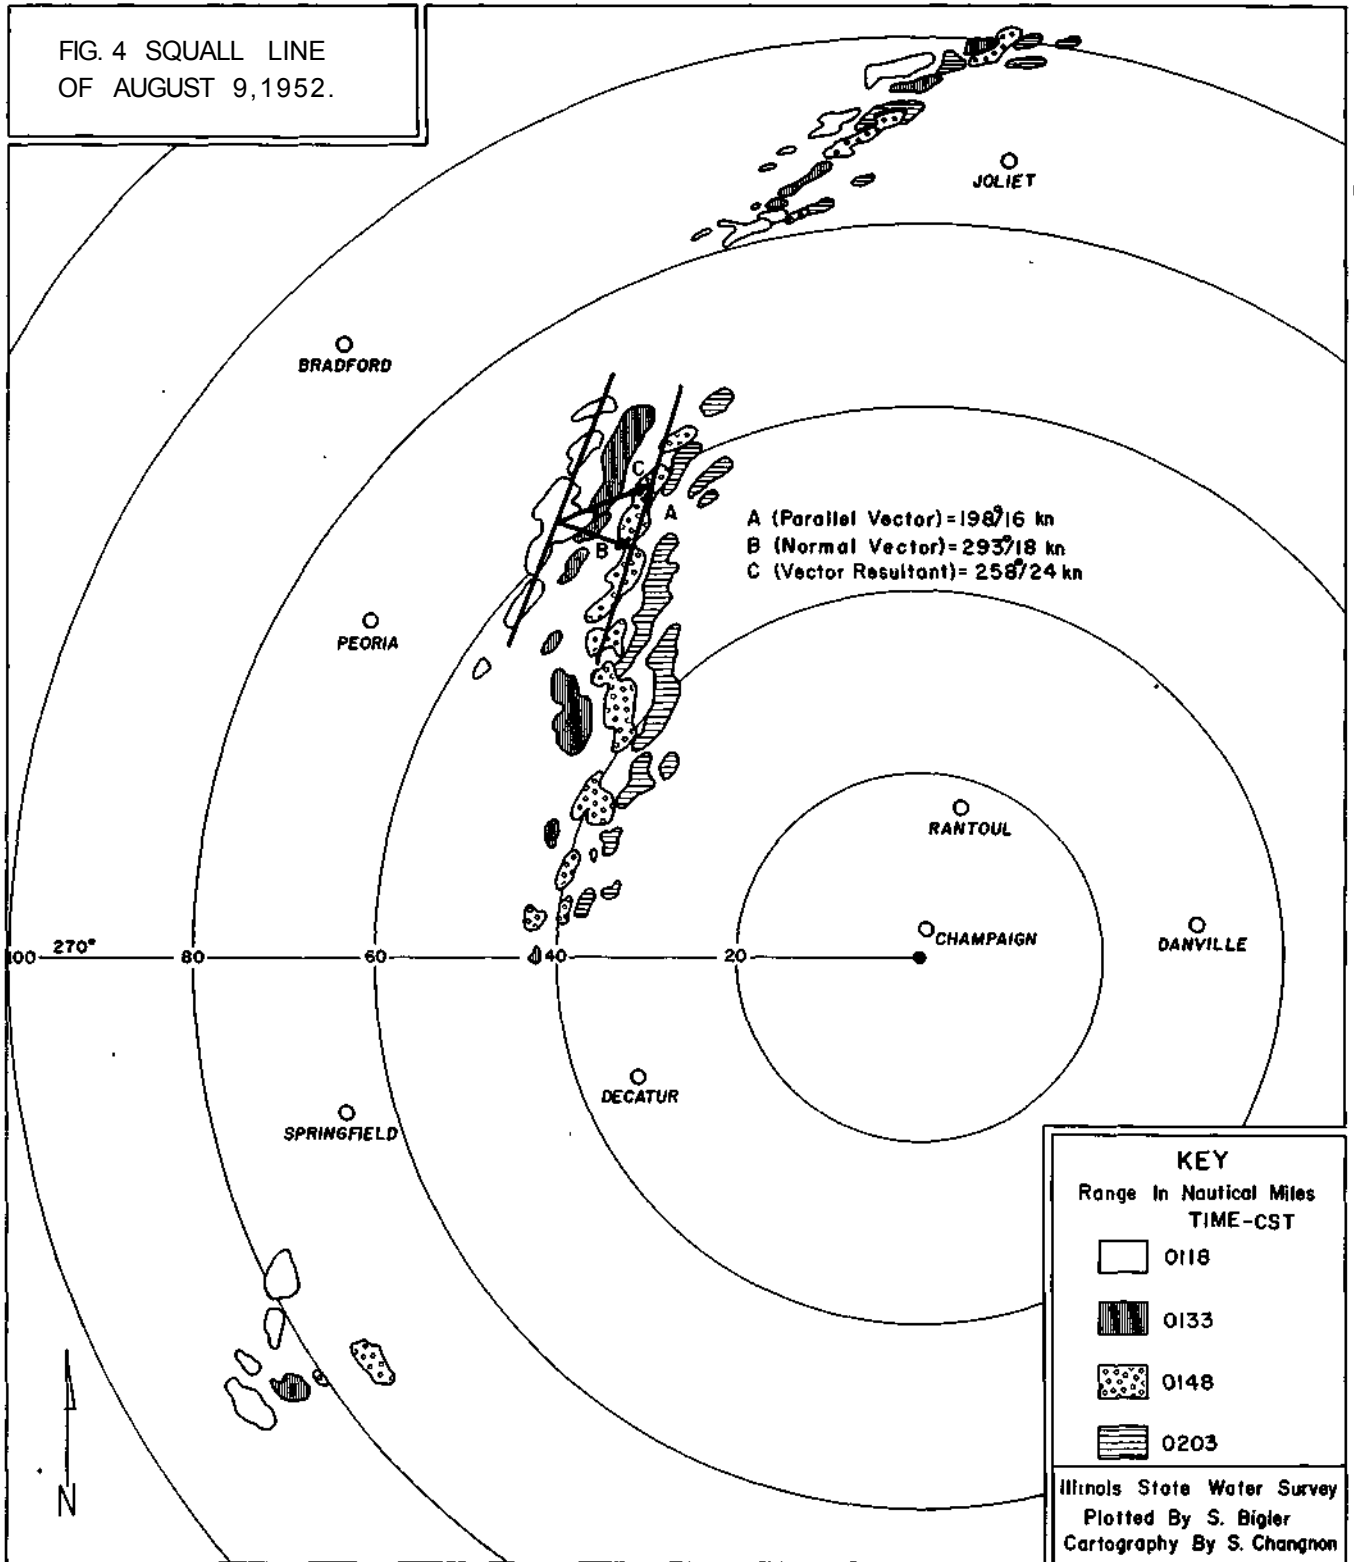 FIG. 4 SQUALL LINE
OF AUGUST 9,1952.
JOLIET
BRADFORD
C
A
B
A (Parallel Vector)=198°/16 kn
B (Normal Vector)=293°/18 kn
C (Vector Resultant)=258°/24 kn
PEORIA
RANTOUL
CHAMPAIGN
DANVILLE
100 270° 80 60 40 20
DECATUR
SPRINGFIELD
N
KEY
Range In Nautical Miles
TIME-CST
0118
0133
0148
0203
Illinois State Water Survey
Plotted By S. Bigler
Cartography By S. Changnon